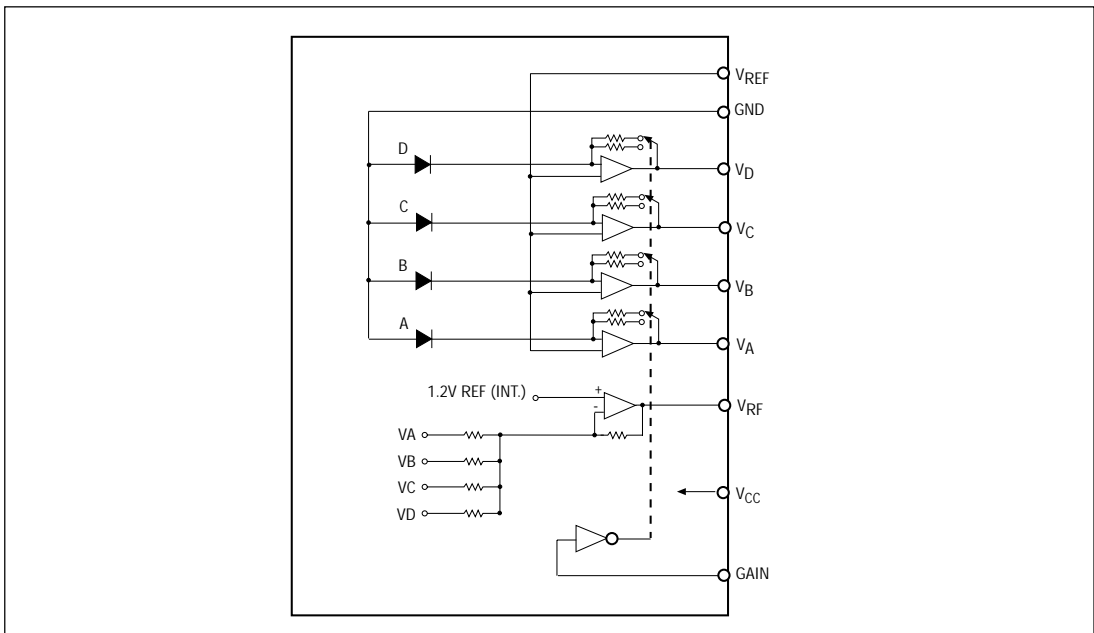 VREF
GND
D
VD
C
VC
B
VB
A
VA
1.2V REF (INT.)
+
-
VRF
VA
VB
VC
VCC
VD
GAIN